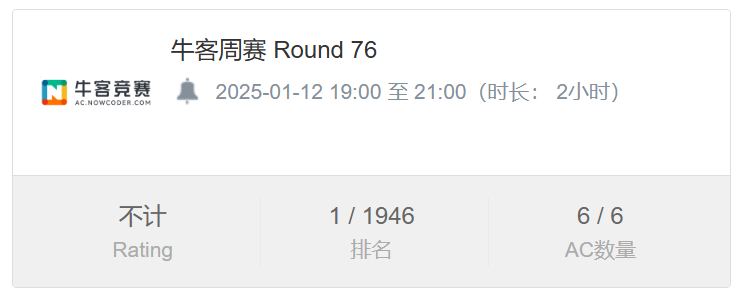 牛客周赛 Round 76
牛客竞赛
AC.NOWCODER.COM
2025-01-12 19:00 至 21:00（时长： 2小时）
不计
1 / 1946
6 / 6
Rating
排名
AC数量